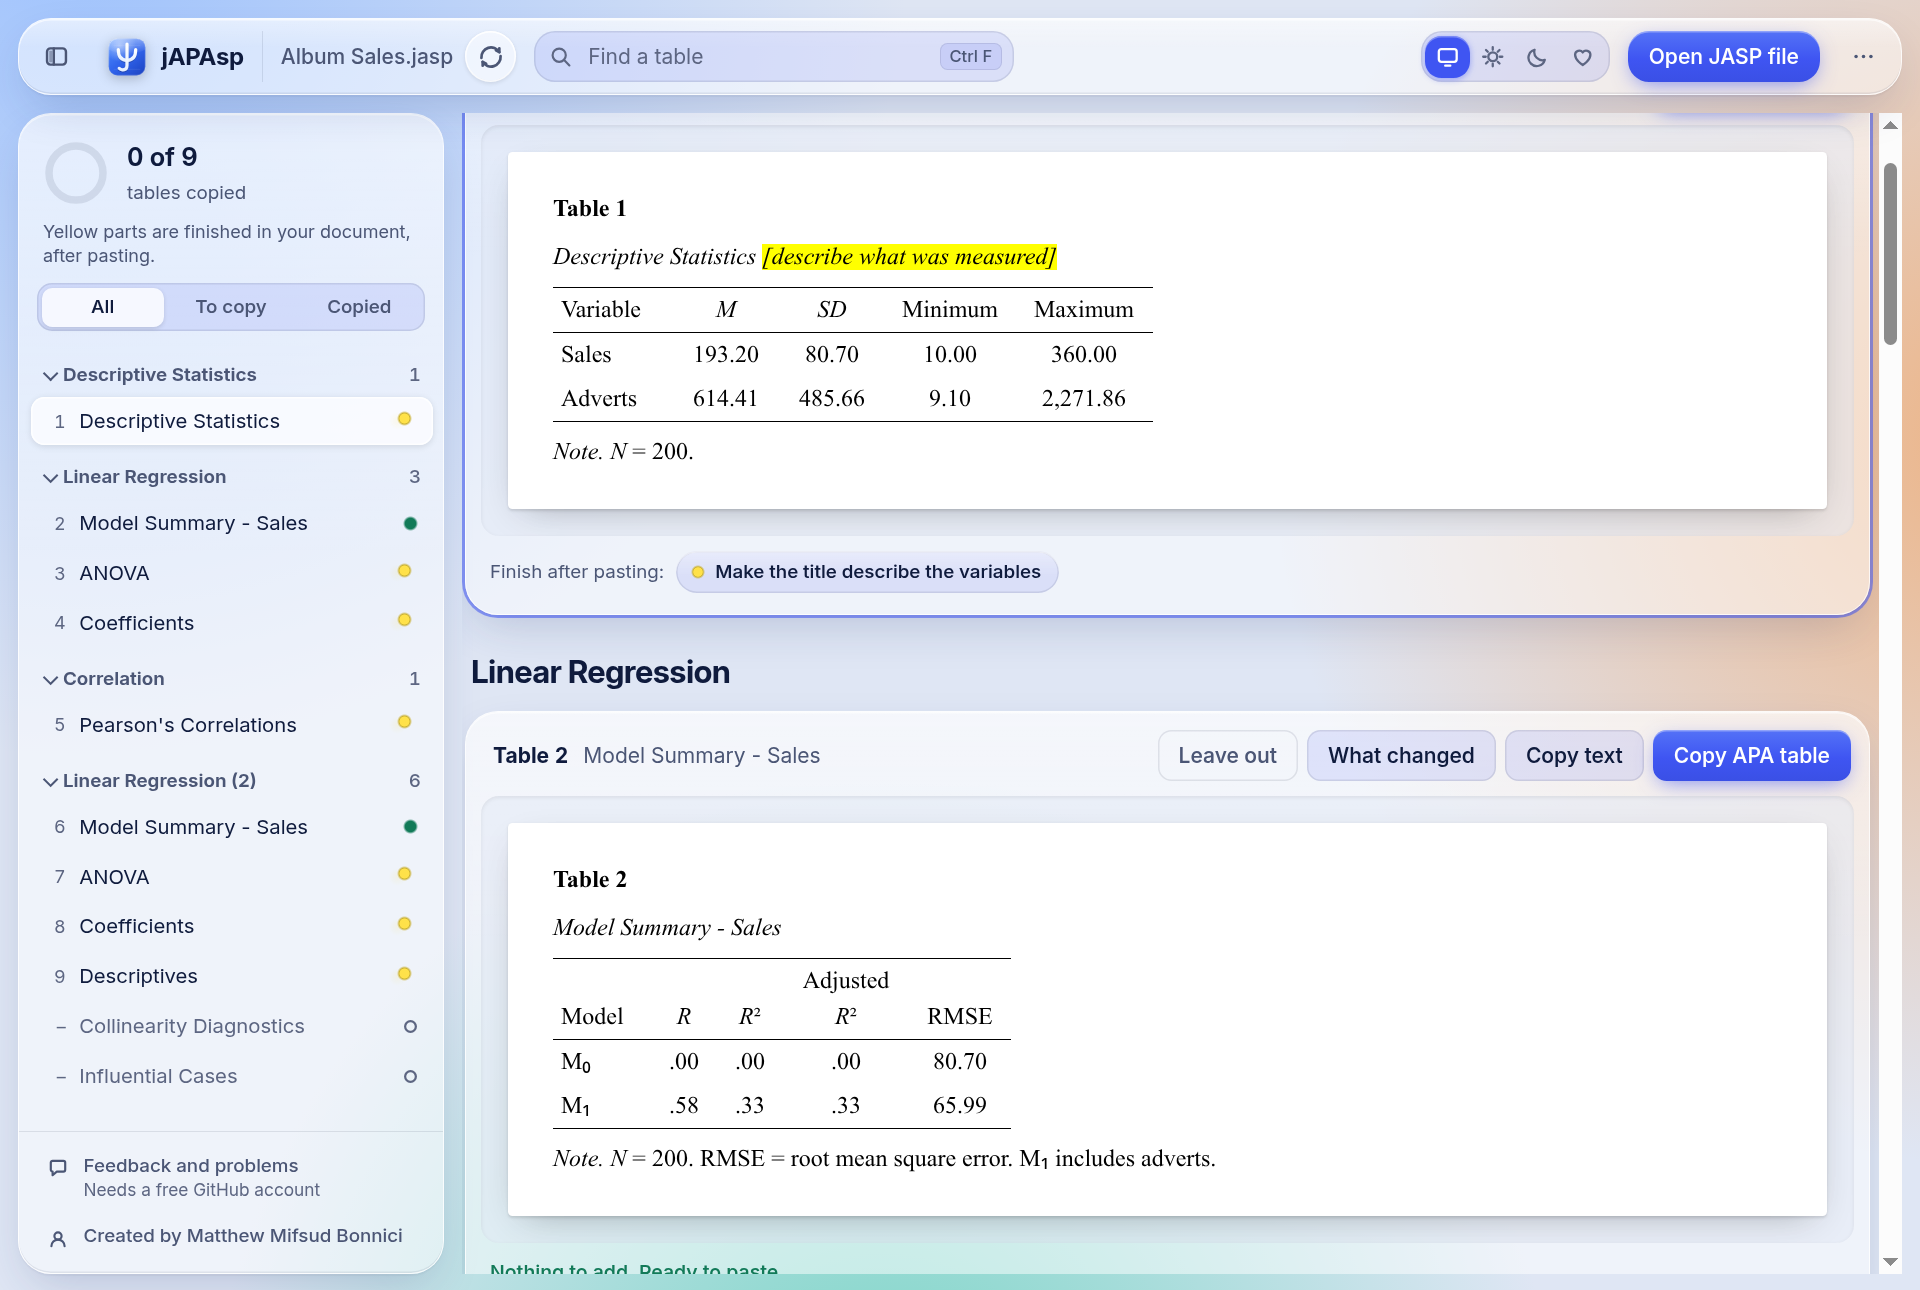 jAPAsp
Album Sales.jasp
Find a table
Ctrl F
Open JASP file
0 of 9
tables copied
Yellow parts are finished in your document,
after pasting.
All
To copy
Copied
Descriptive Statistics 1
1 Descriptive Statistics
Linear Regression 3
2 Model Summary - Sales
3 ANOVA
4 Coefficients
Correlation 1
5 Pearson's Correlations
Linear Regression (2) 6
6 Model Summary - Sales
7 ANOVA
8 Coefficients
9 Descriptives
– Collinearity Diagnostics
– Influential Cases
Feedback and problems
Needs a free GitHub account
Created by Matthew Mifsud Bonnici
Table 1
Descriptive Statistics [describe what was measured]
Variable M SD Minimum Maximum
Sales 193.20 80.70 10.00 360.00
Adverts 614.41 485.66 9.10 2,271.86
Note. N = 200.
Finish after pasting: Make the title describe the variables
Linear Regression
Table 2 Model Summary - Sales
Leave out
What changed
Copy text
Copy APA table
Table 2
Model Summary - Sales
Adjusted
Model R R² R² RMSE
M₀ .00 .00 .00 80.70
M₁ .58 .33 .33 65.99
Note. N = 200. RMSE = root mean square error. M₁ includes adverts.
Nothing to add. Ready to paste